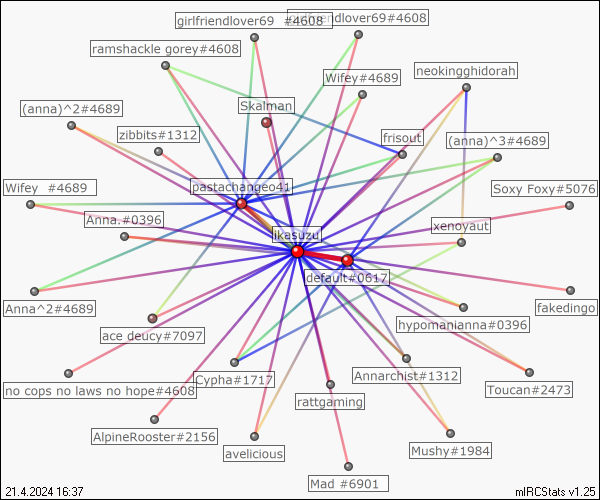 girlfriendlover69 #4608
girlfriendlover69#4608
ramshackle gorey#4608
neokingghidorah
Wifey#4689
(anna)^2#4689
Skalman
zibbits#1312
frisout
(anna)^3#4689
Wifey #4689
pastachangeo41
Soxy Foxy#5076
Anna.#0396
ikasuzu
xenoyaut
default#0617
Anna^2#4689
fakedingo
ace deucy#7097
hypomanianna#0396
no cops no laws no hope#4608
Cypha#1717
Annarchist#1312
Toucan#2473
rattgaming
AlpineRooster#2156
avelicious
Mushy#1984
Mad #6901
21.4.2024 16:37
mIRCStats v1.25